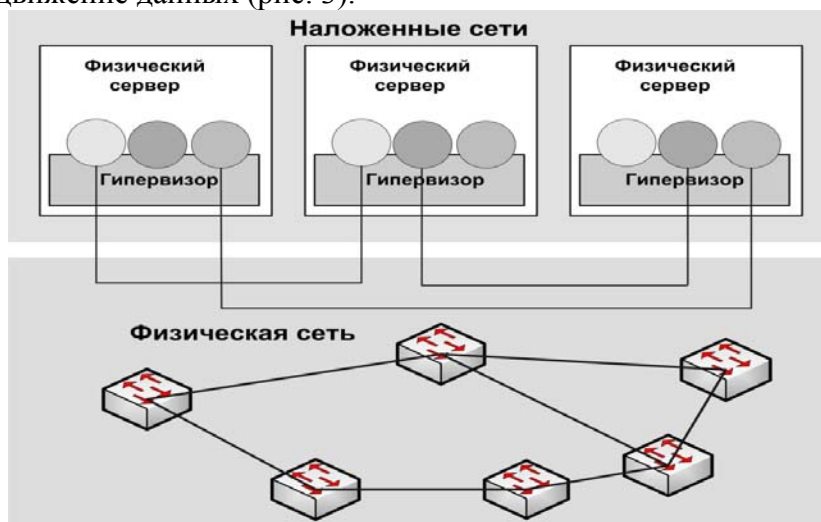 движение данных (рис. 3).
Наложенные сети
Физический
сервер
Физический
сервер
Физический
сервер
Гипервизор
Гипервизор
Гипервизор
Физическая сеть